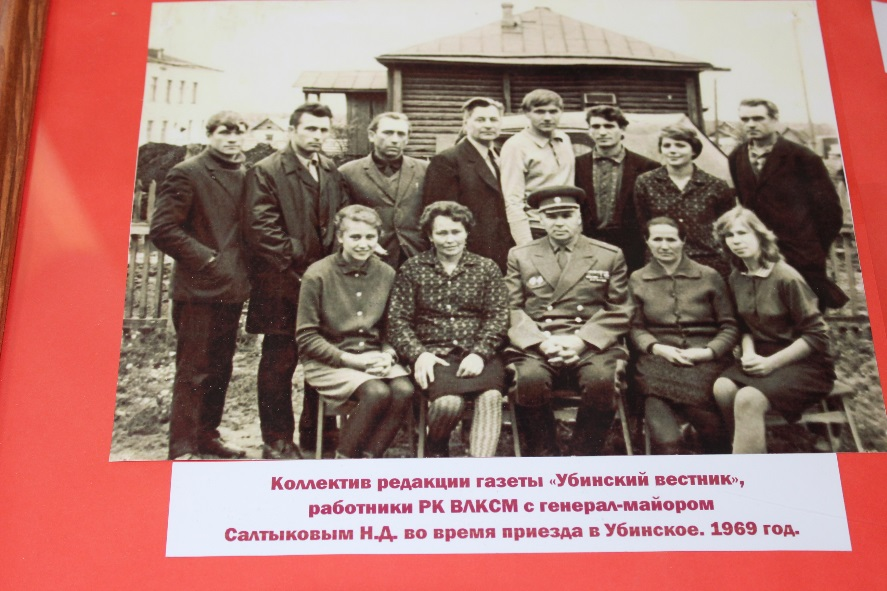 Коллектив редакции газеты «Убинский вестник»,
работники РК ВЛКСМ с генерал-майором
Салтыковым Н.Д. во время приезда в Убинское. 1969 год.